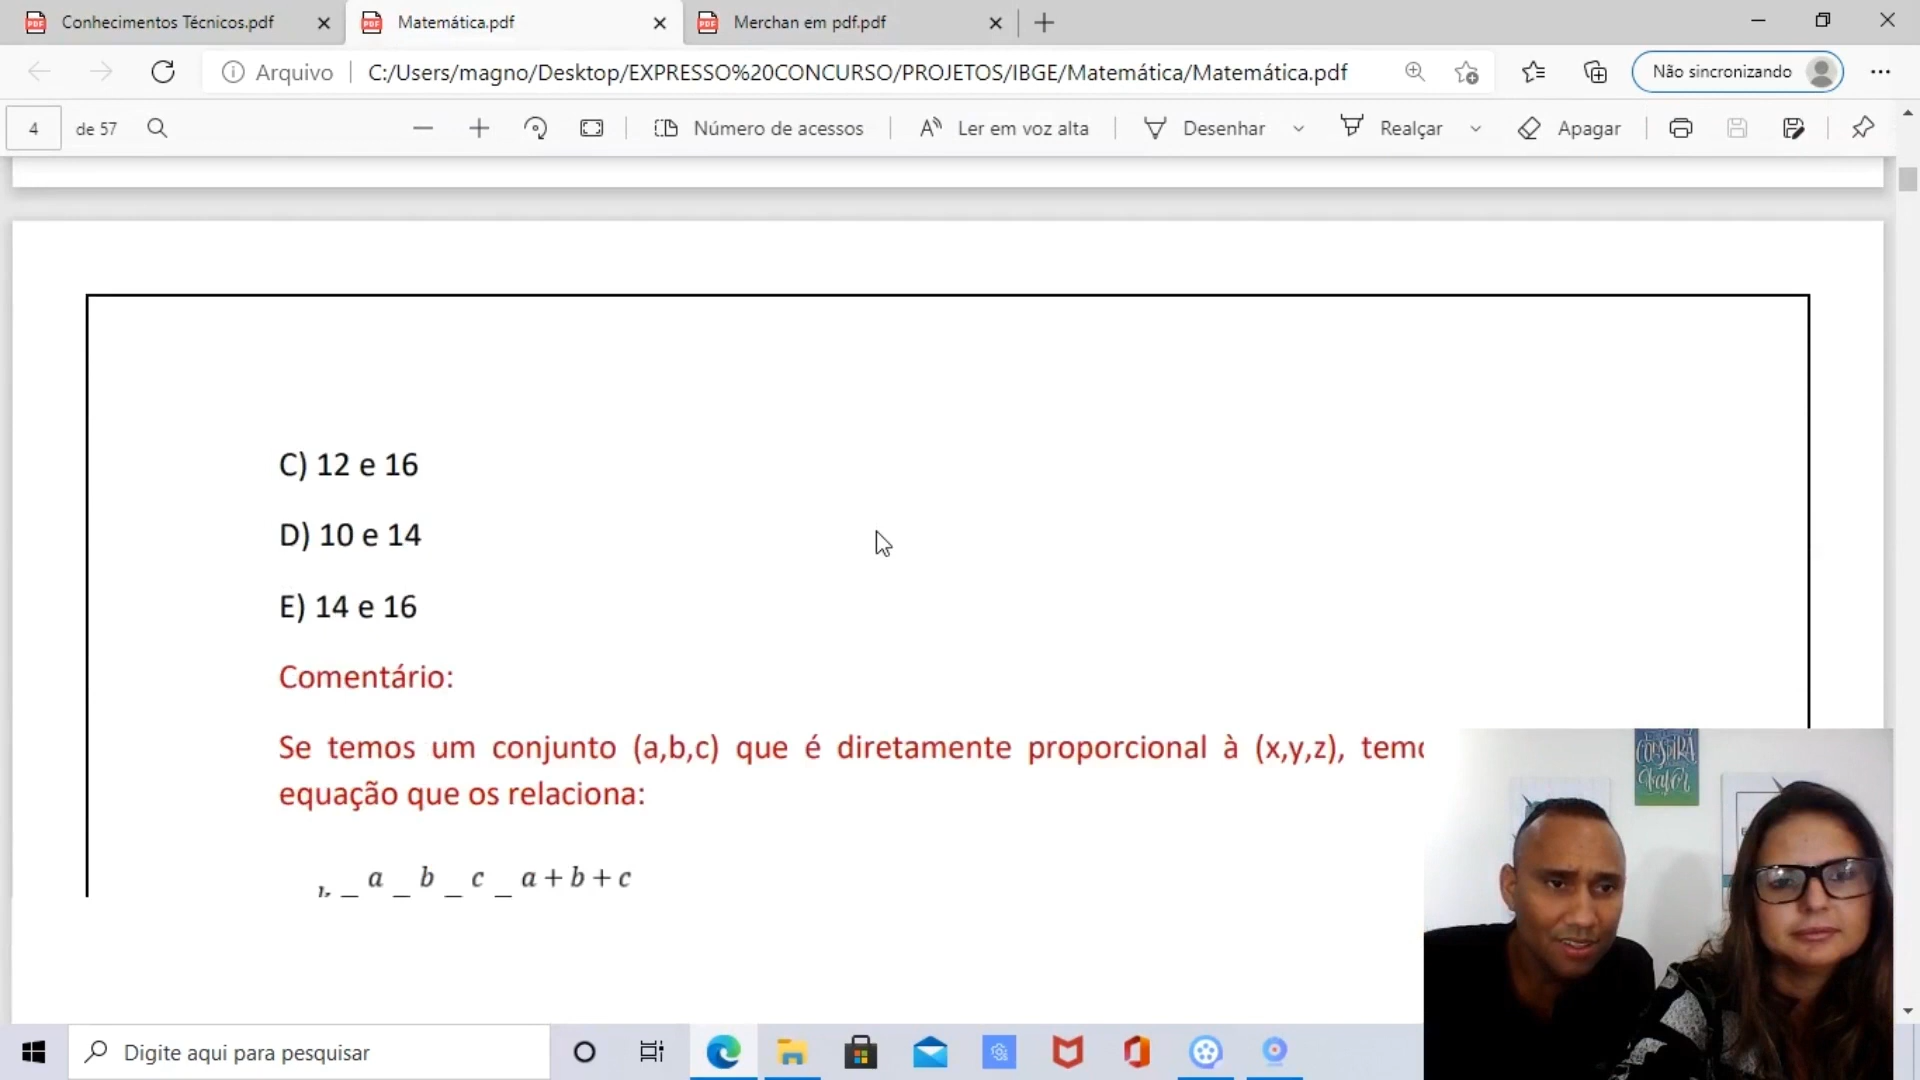 Conhecimentos Técnicos.pdf
Matemática.pdf
Merchan em pdf.pdf
Arquivo
C:/Users/magno/Desktop/EXPRESSO%20CONCURSO/PROJETOS/IBGE/Matemática/Matemática.pdf
Não sincronizando
4 de 57
Número de acessos
Ler em voz alta
Desenhar
Realçar
Apagar
C) 12 e 16
D) 10 e 14
E) 14 e 16
Comentário:
Se temos um conjunto (a,b,c) que é diretamente proporcional à (x,y,z),
equação que os relaciona:
a b c a + b + c
Digite aqui para pesquisar